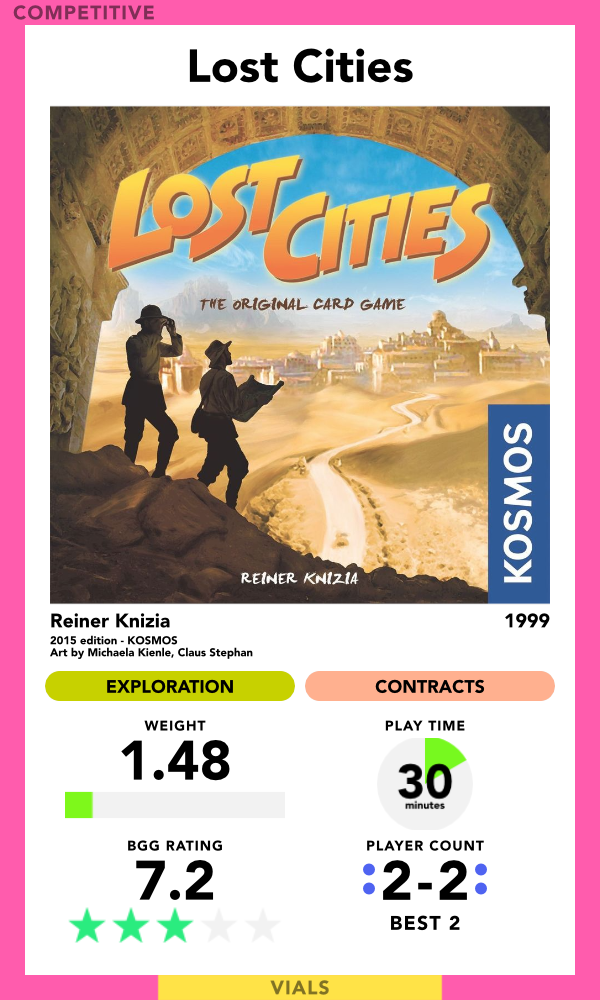 COMPETITIVE
Lost Cities
LOST CITIES
THE ORIGINAL CARD GAME
KOSMOS
REINER KNIZIA
Reiner Knizia 1999
2015 edition - KOSMOS
Art by Michaela Kienle, Claus Stephan
EXPLORATION CONTRACTS
WEIGHT PLAY TIME
1.48 30
minutes
BGG RATING PLAYER COUNT
7.2 2-2
BEST 2
VIALS